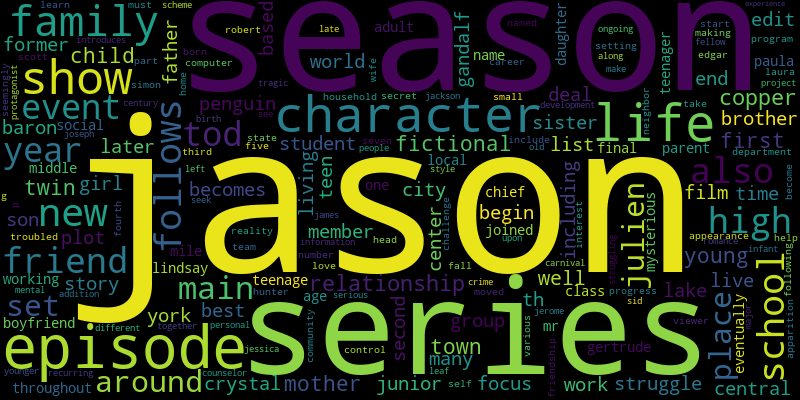 family
season
learn must scheme
introduces
former
scott part
father
based
robert late adult
born
computer
gandalf
daughter
ongoing
setting
along
make
teenager
named start experience
making program
fellow
edgar
edit
career
child
simon
tragic
world
name
end
paula
laura
project
show
seemingly
protagonist
home
wife
penguin
household secret jackson small
birth century see
deal
development
neighbor
take
copper
event
character
life
brother
baron social
joseph
follows
tod
student
state seven
five people
style
include
old
sister
list final
parent
first
department
become
year
later
third
fictional
middle
left
living
teen
local
twin girl
jason
one
city
chief
begin
joined
including
also
film time
g
son
troubled
fourth
becomes
seek
james
center
challenge
upon
interest
julien
mysterious
new
plot
mile
reality
team
member
information
head
number
carnival
high
appearance help
romance
young
infant
friend
lindsay
love fall crime
teenage
relationship
well
lake
live
school
following
apparition
working story
mental
main
hunter
age serious
moved
class progress
sid
struggling
set
addition
york
th
place
eventually
major
boyfriend
different together
best
personal
community
second
group
mr
jerome
various
viewer
episode
series
jessica
control
many
town
friendship
gertrude
younger recurring
counselor
leaf
throughout
around
crystal mother
junior self focus
work struggle
central